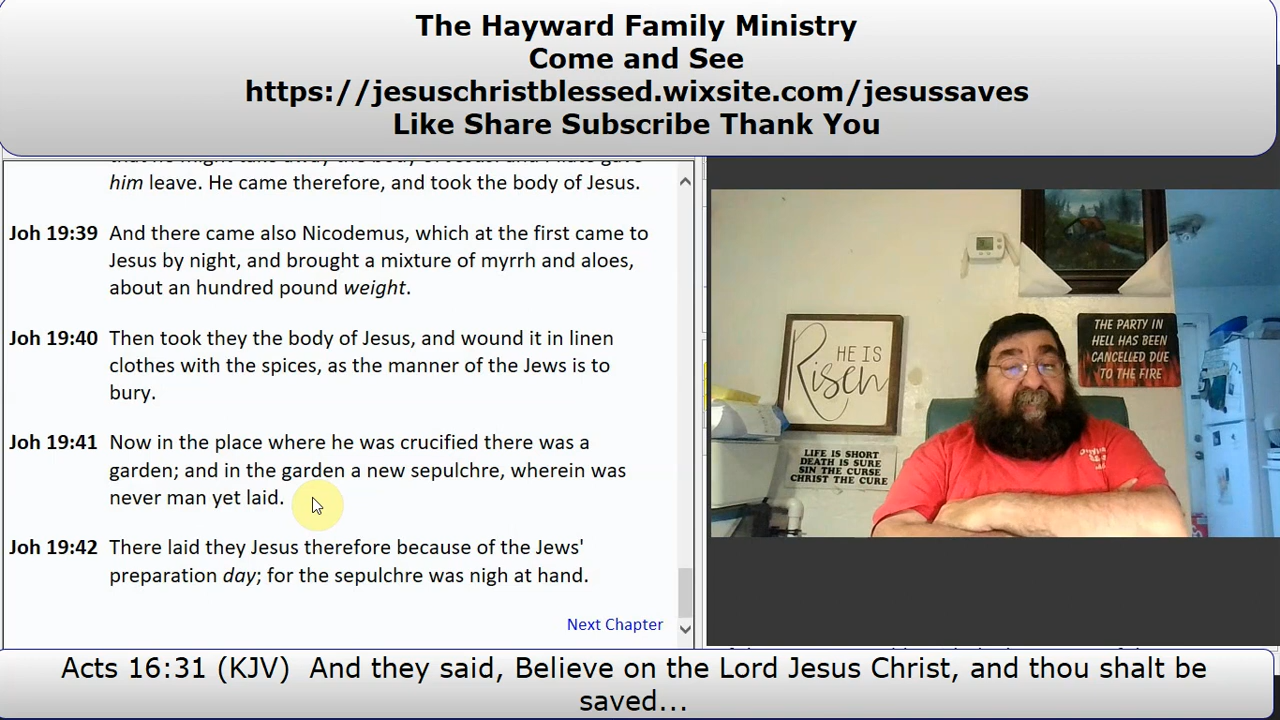 The Hayward Family Ministry
Come and See
https://jesuschristblessed.wixsite.com/jesussaves
Like Share Subscribe Thank You
him leave. He came therefore, and took the body of Jesus.
Joh 19:39 And there came also Nicodemus, which at the first came to
Jesus by night, and brought a mixture of myrrh and aloes,
about an hundred pound weight.
Joh 19:40 Then took they the body of Jesus, and wound it in linen
clothes with the spices, as the manner of the Jews is to
bury.
Joh 19:41 Now in the place where he was crucified there was a
garden; and in the garden a new sepulchre, wherein was
never man yet laid.
Joh 19:42 There laid they Jesus therefore because of the Jews'
preparation day; for the sepulchre was nigh at hand.
Next Chapter
HE IS
Risen
THE PARTY IN
HELL HAS BEEN
CANCELLED DUE
TO THE FIRE
LIFE IS SHORT
DEATH IS SURE
SIN THE CURSE
CHRIST THE CURE
Acts 16:31 (KJV) And they said, Believe on the Lord Jesus Christ, and thou shalt be
saved...